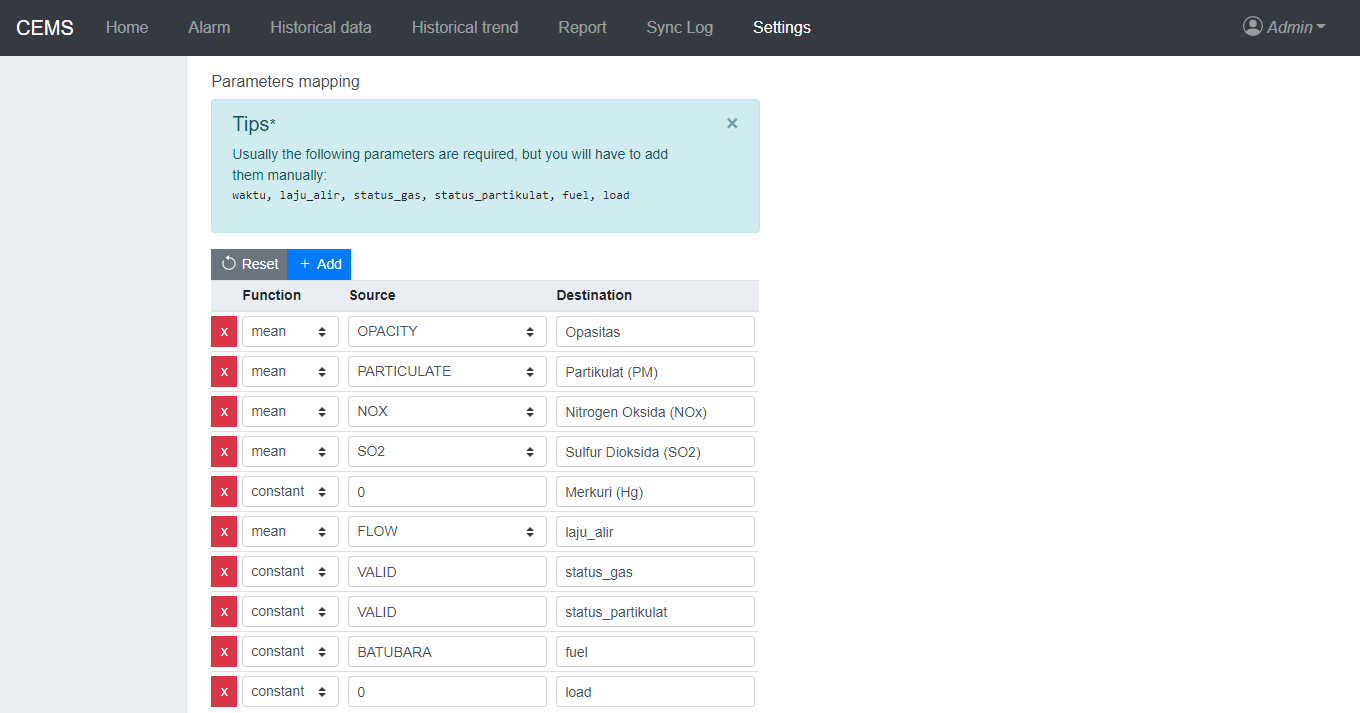 CEMS Home Alarm Historical data Historical trend Report Sync Log Settings Admin
Parameters mapping
Tips* ×
Usually the following parameters are required, but you will have to add
them manually:
waktu, laju_alir, status_gas, status_partikulat, fuel, load
Reset + Add
Function Source Destination
x mean OPACITY Opasitas
x mean PARTICULATE Partikulat (PM)
x mean NOX Nitrogen Oksida (NOx)
x mean SO2 Sulfur Dioksida (SO2)
x constant 0 Merkuri (Hg)
x mean FLOW laju_alir
x constant VALID status_gas
x constant VALID status_partikulat
x constant BATUBARA fuel
x constant 0 load